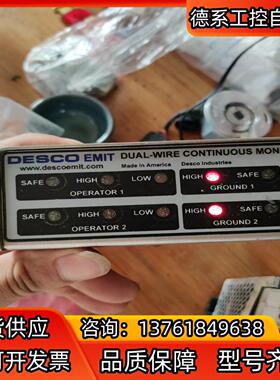 德系工控自
DESCO EMIT DUAL-WIRE CONTINUOUS MON
www.descoemit.com Made in America Desco Industries
SAFE HIGH LOW HIGH SAFE
OPERATOR 1 GROUND 1
SAFE HIGH LOW HIGH SAFE
OPERATOR 2 GROUND 2
货供应 咨询：13761849638
可开发票 品质保障 型号齐